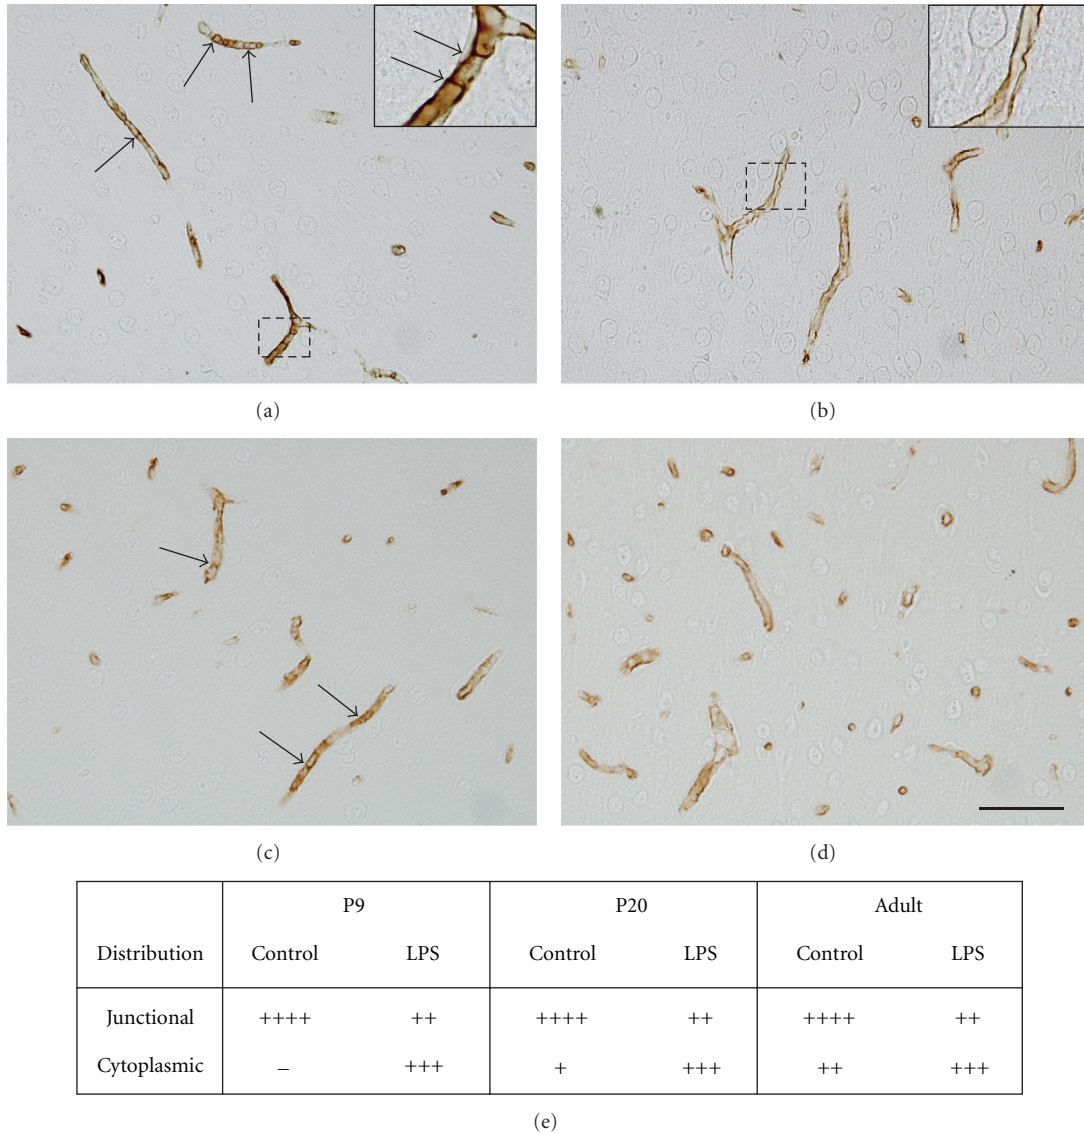 (a)
(b)
(c)
(d)
P9 P20 Adult
Distribution Control LPS Control LPS Control LPS
Junctional ++++ ++ ++++ ++ ++++ ++
Cytoplasmic – +++ + +++ ++ +++
(e)